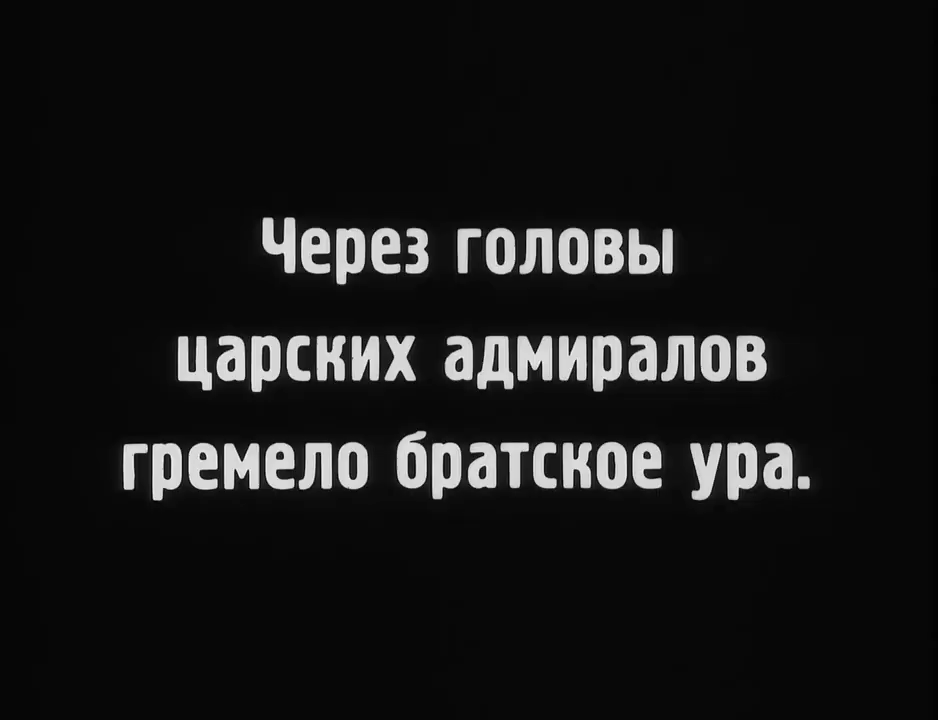 Через головы
царских адмиралов
гремело братское ура.